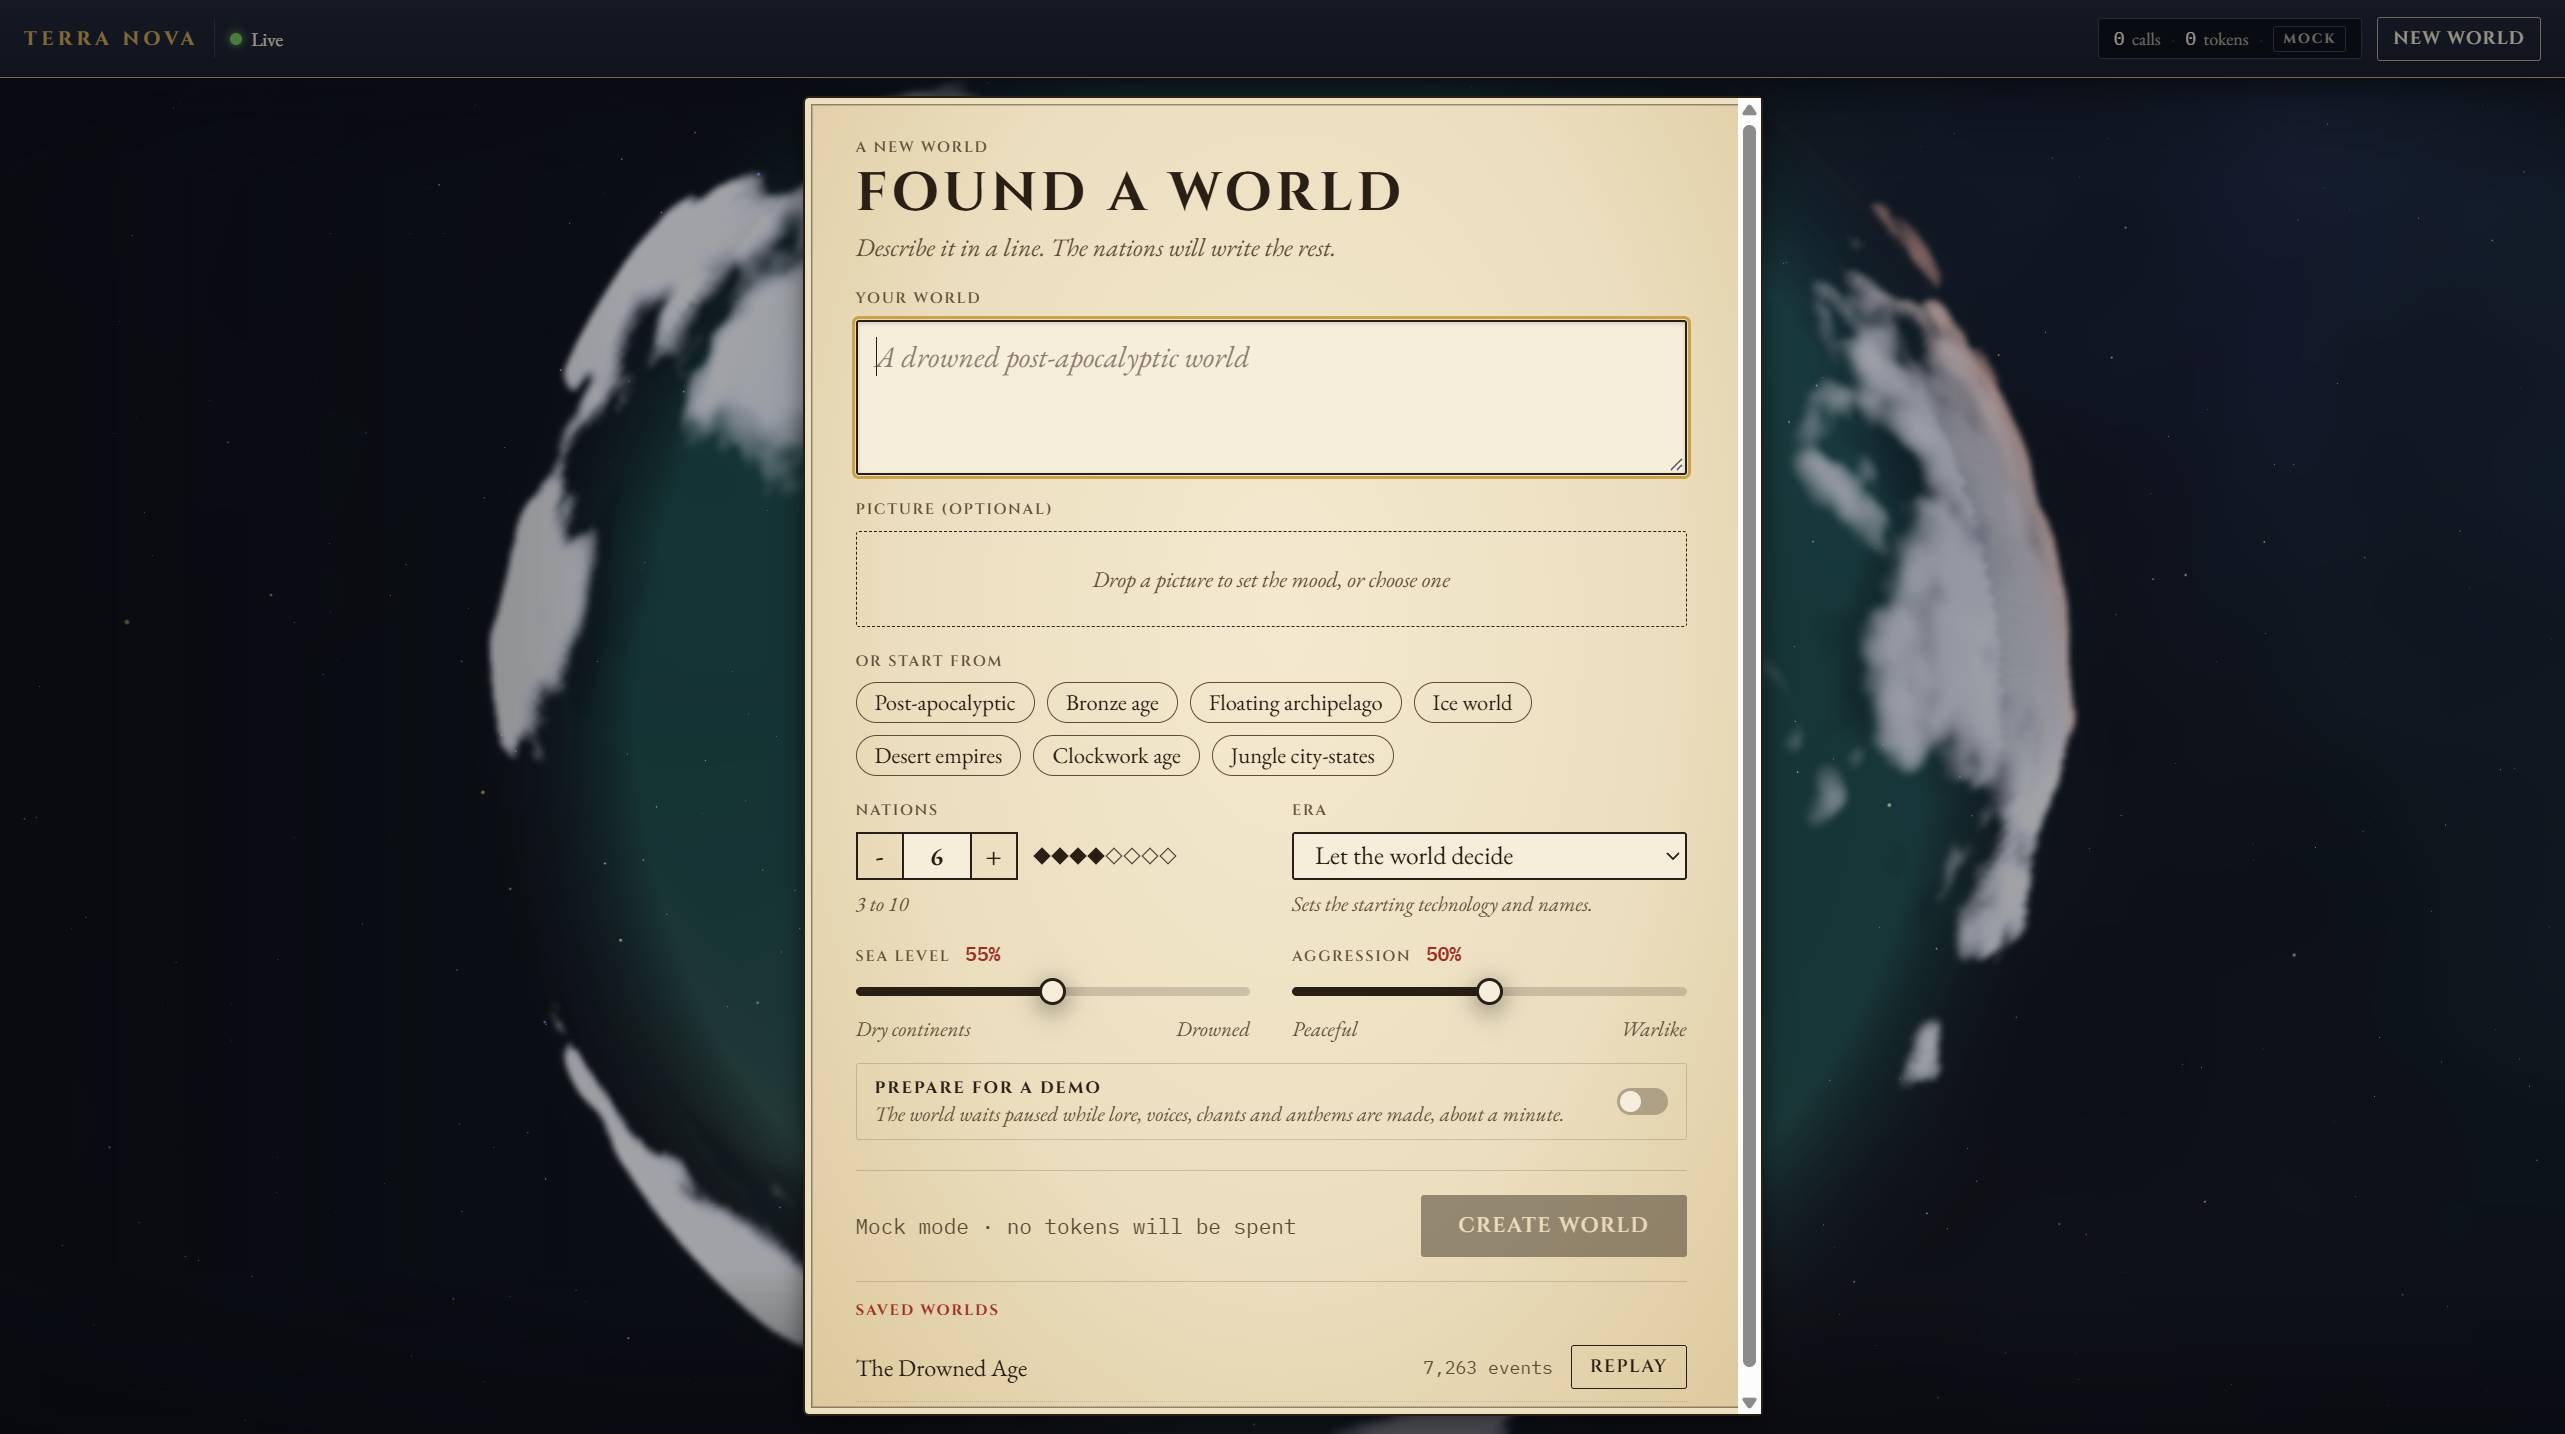 TERRA NOVA
Live
0 calls · 0 tokens · MOCK
NEW WORLD
A NEW WORLD
FOUND A WORLD
Describe it in a line. The nations will write the rest.
YOUR WORLD
A drowned post-apocalyptic world
PICTURE (OPTIONAL)
Drop a picture to set the mood, or choose one
OR START FROM
Post-apocalyptic Bronze age Floating archipelago Ice world
Desert empires Clockwork age Jungle city-states
NATIONS
- 6 +
3 to 10
ERA
Let the world decide
Sets the starting technology and names.
SEA LEVEL 55%
Dry continents Drowned
AGGRESSION 50%
Peaceful Warlike
PREPARE FOR A DEMO
The world waits paused while lore, voices, chants and anthems are made, about a minute.
Mock mode · no tokens will be spent
CREATE WORLD
SAVED WORLDS
The Drowned Age 7,263 events REPLAY